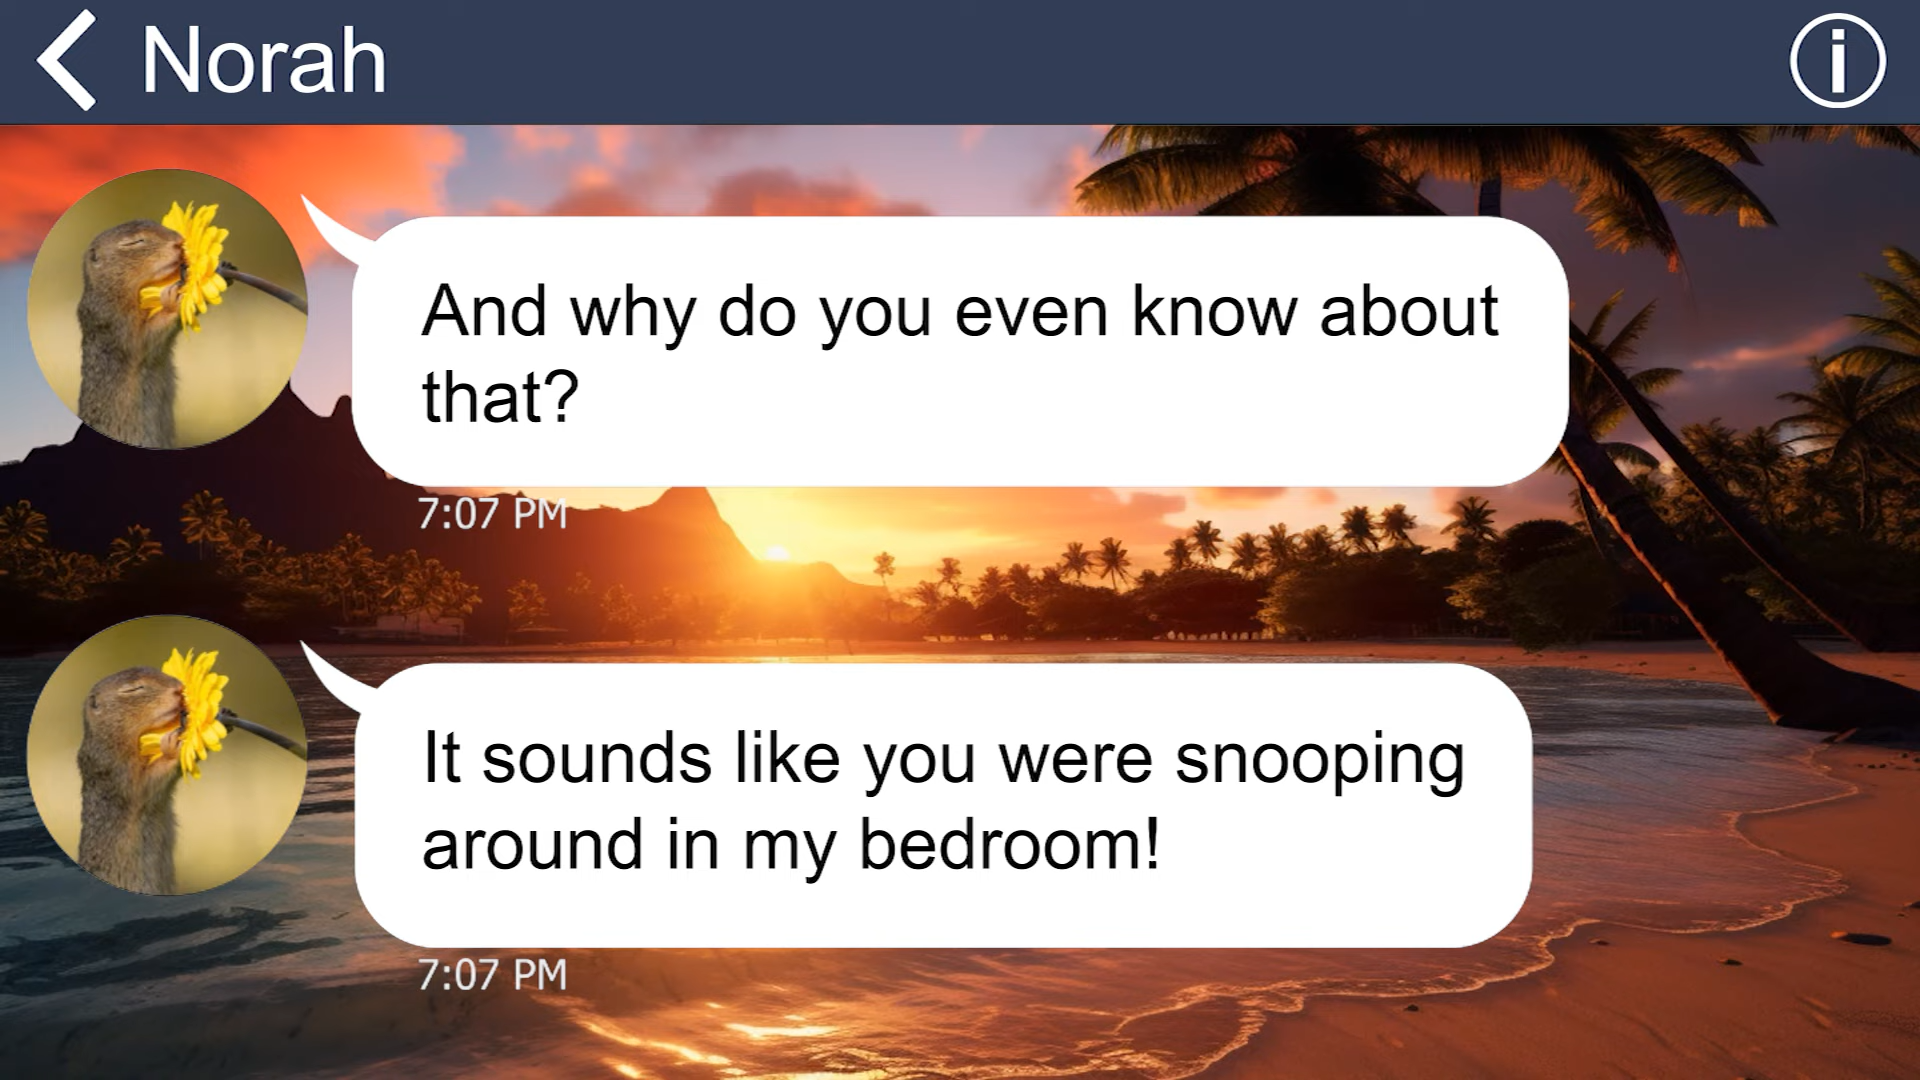 Norah
And why do you even know about
that?
7:07 PM
It sounds like you were snooping
around in my bedroom!
7:07 PM